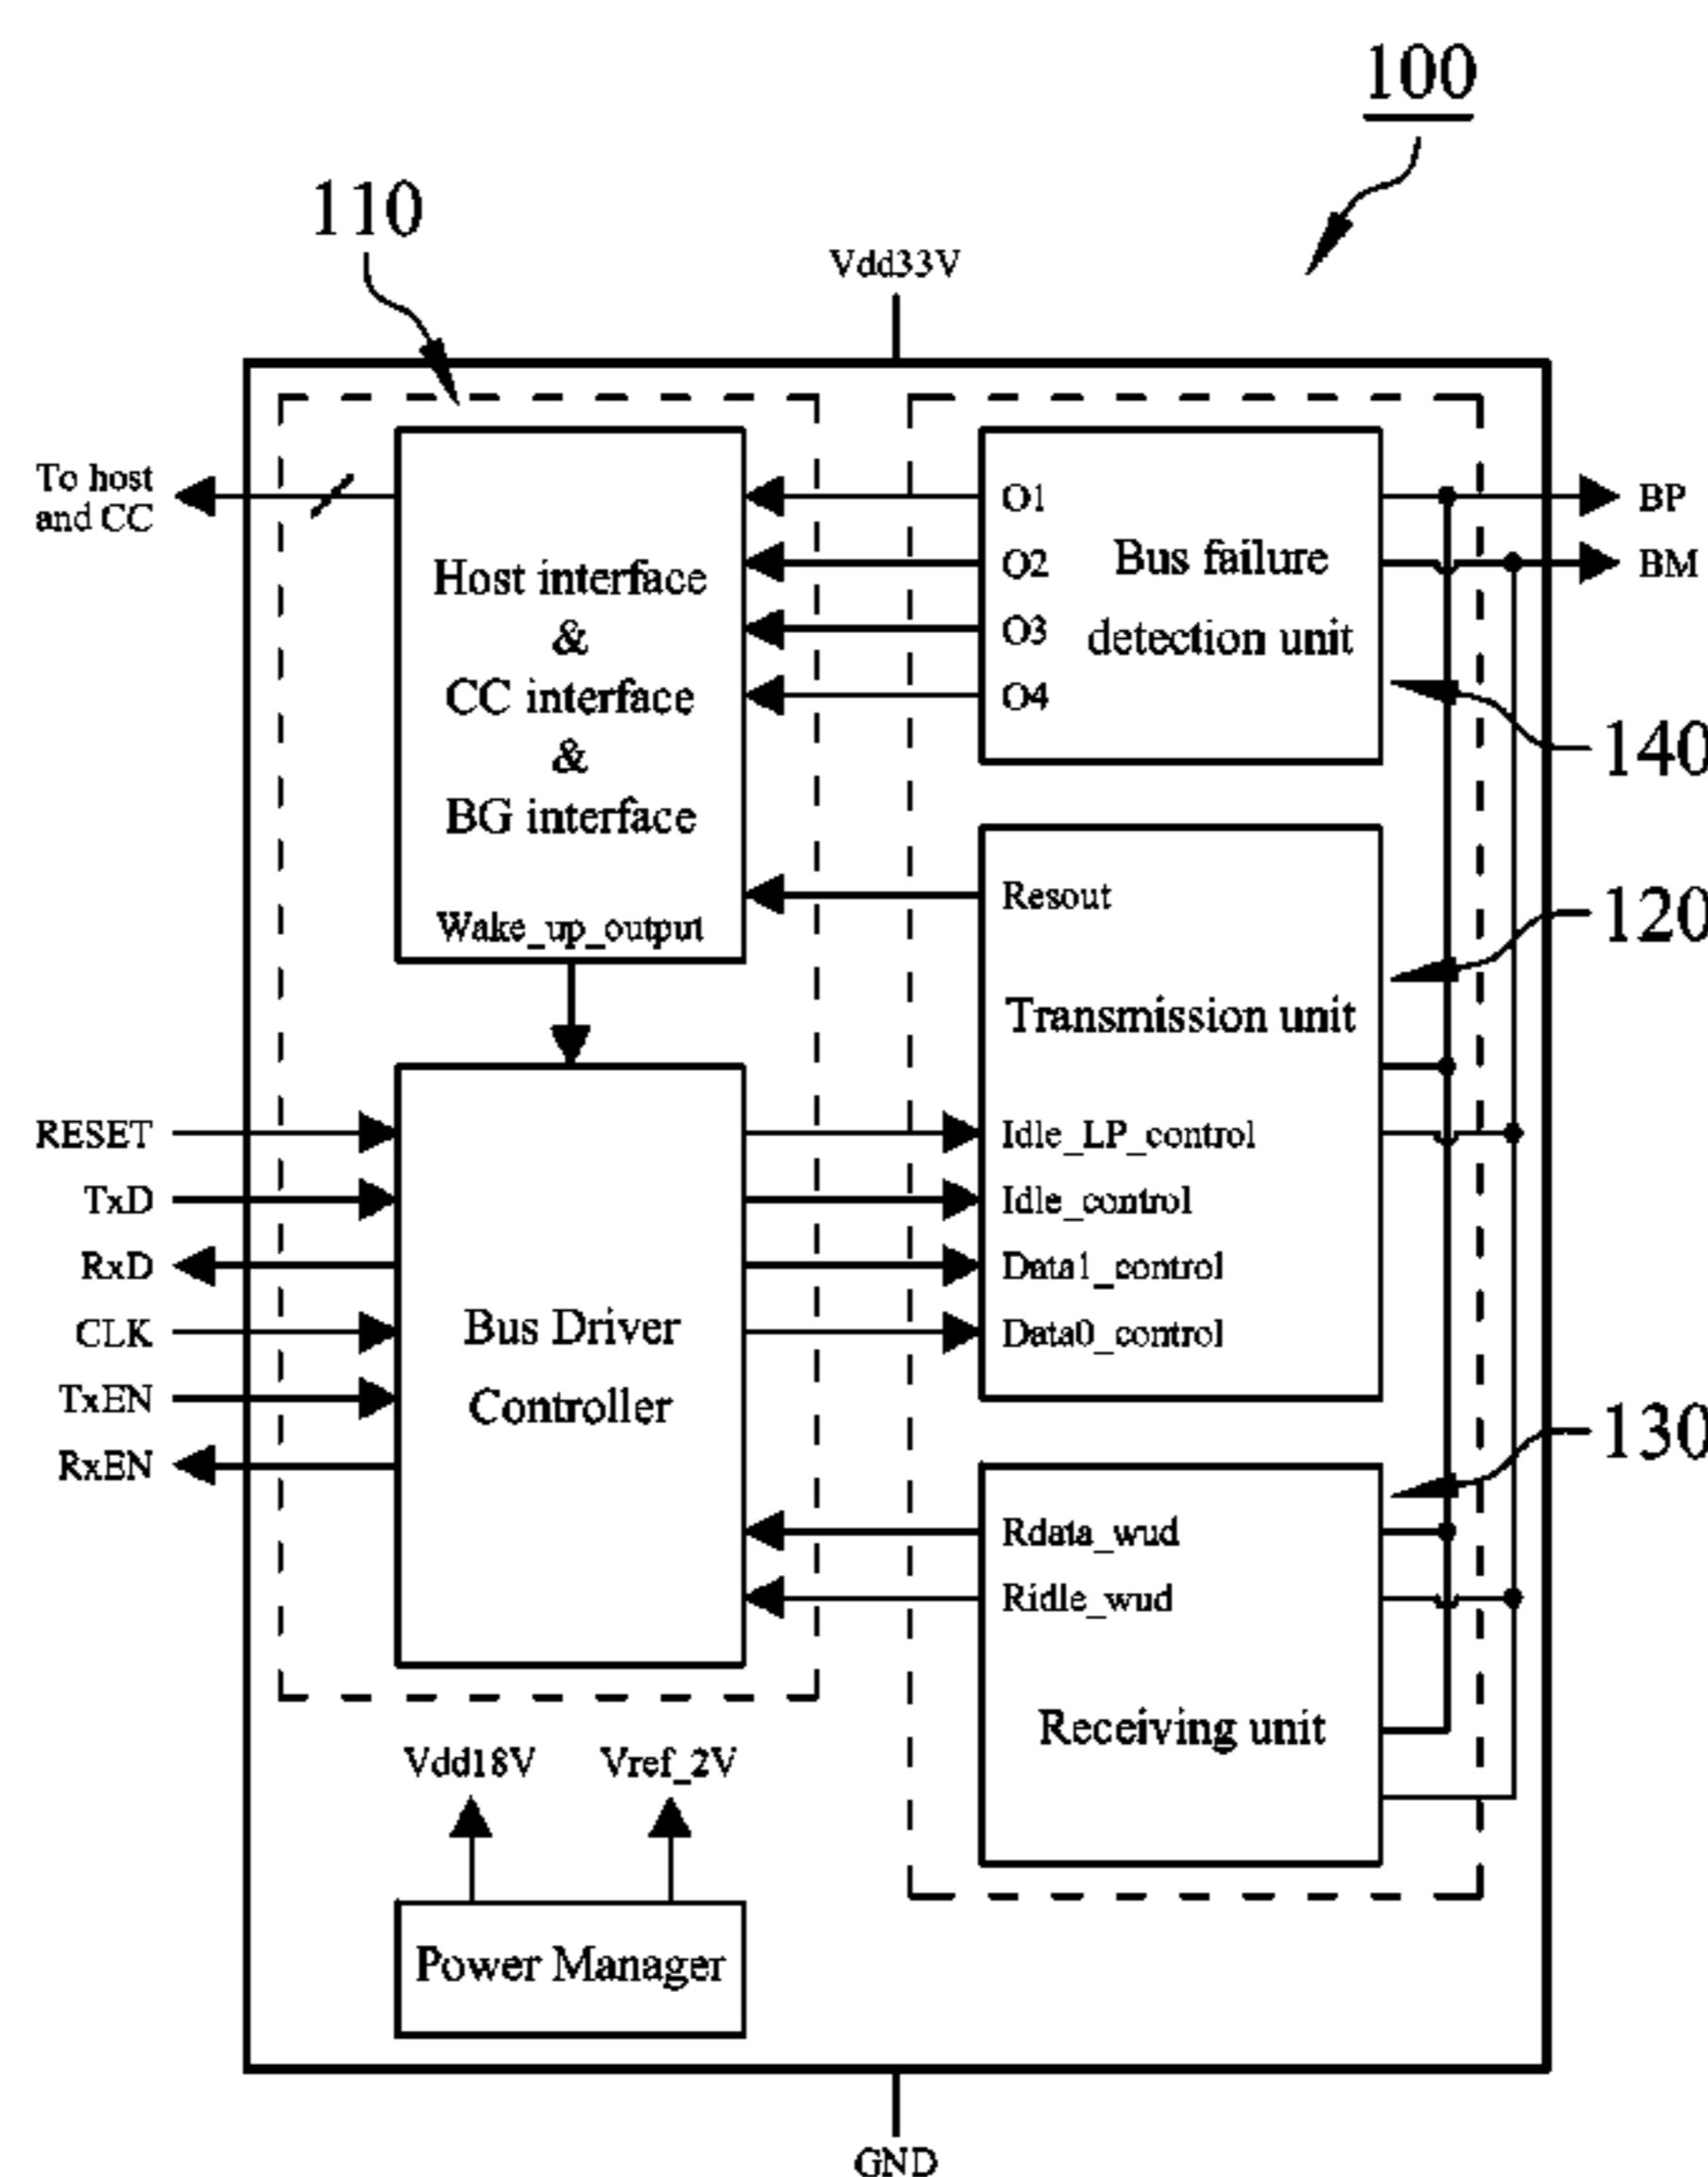 100
110
Vdd33V
To host
and CC
Host interface
&
CC interface
&
BG interface
Wake_up_output
O1
O2
O3
O4
Bus failure
detection unit
BP
BM
140
Resout
Transmission unit
120
Idle_LP_control
Idle_control
Data1_control
Data0_control
RESET
TxD
RxD
CLK
TxEN
RxEN
Bus Driver
Controller
130
Rdata_wud
Ridle_wud
Receiving unit
Vdd18V
Vref_2V
Power Manager
GND